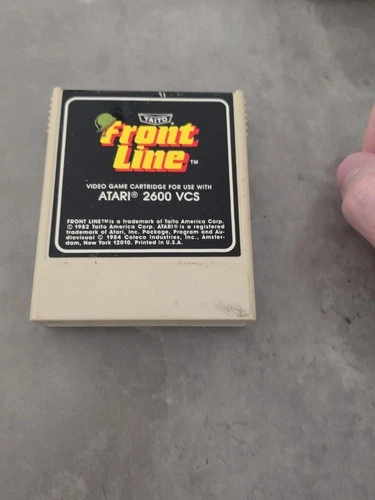 TAITO
Front
Line™
VIDEO GAME CARTRIDGE FOR USE WITH
ATARI® 2600 VCS
FRONT LINE™ is a trademark of Taito America Corp.
© 1982 Taito America Corp. ATARI® is a registered
trademark of Atari, Inc. Package, Program and Au-
diovisual © 1984 Coleco Industries, Inc., Amster-
dam, New York 12010. Printed in U.S.A.